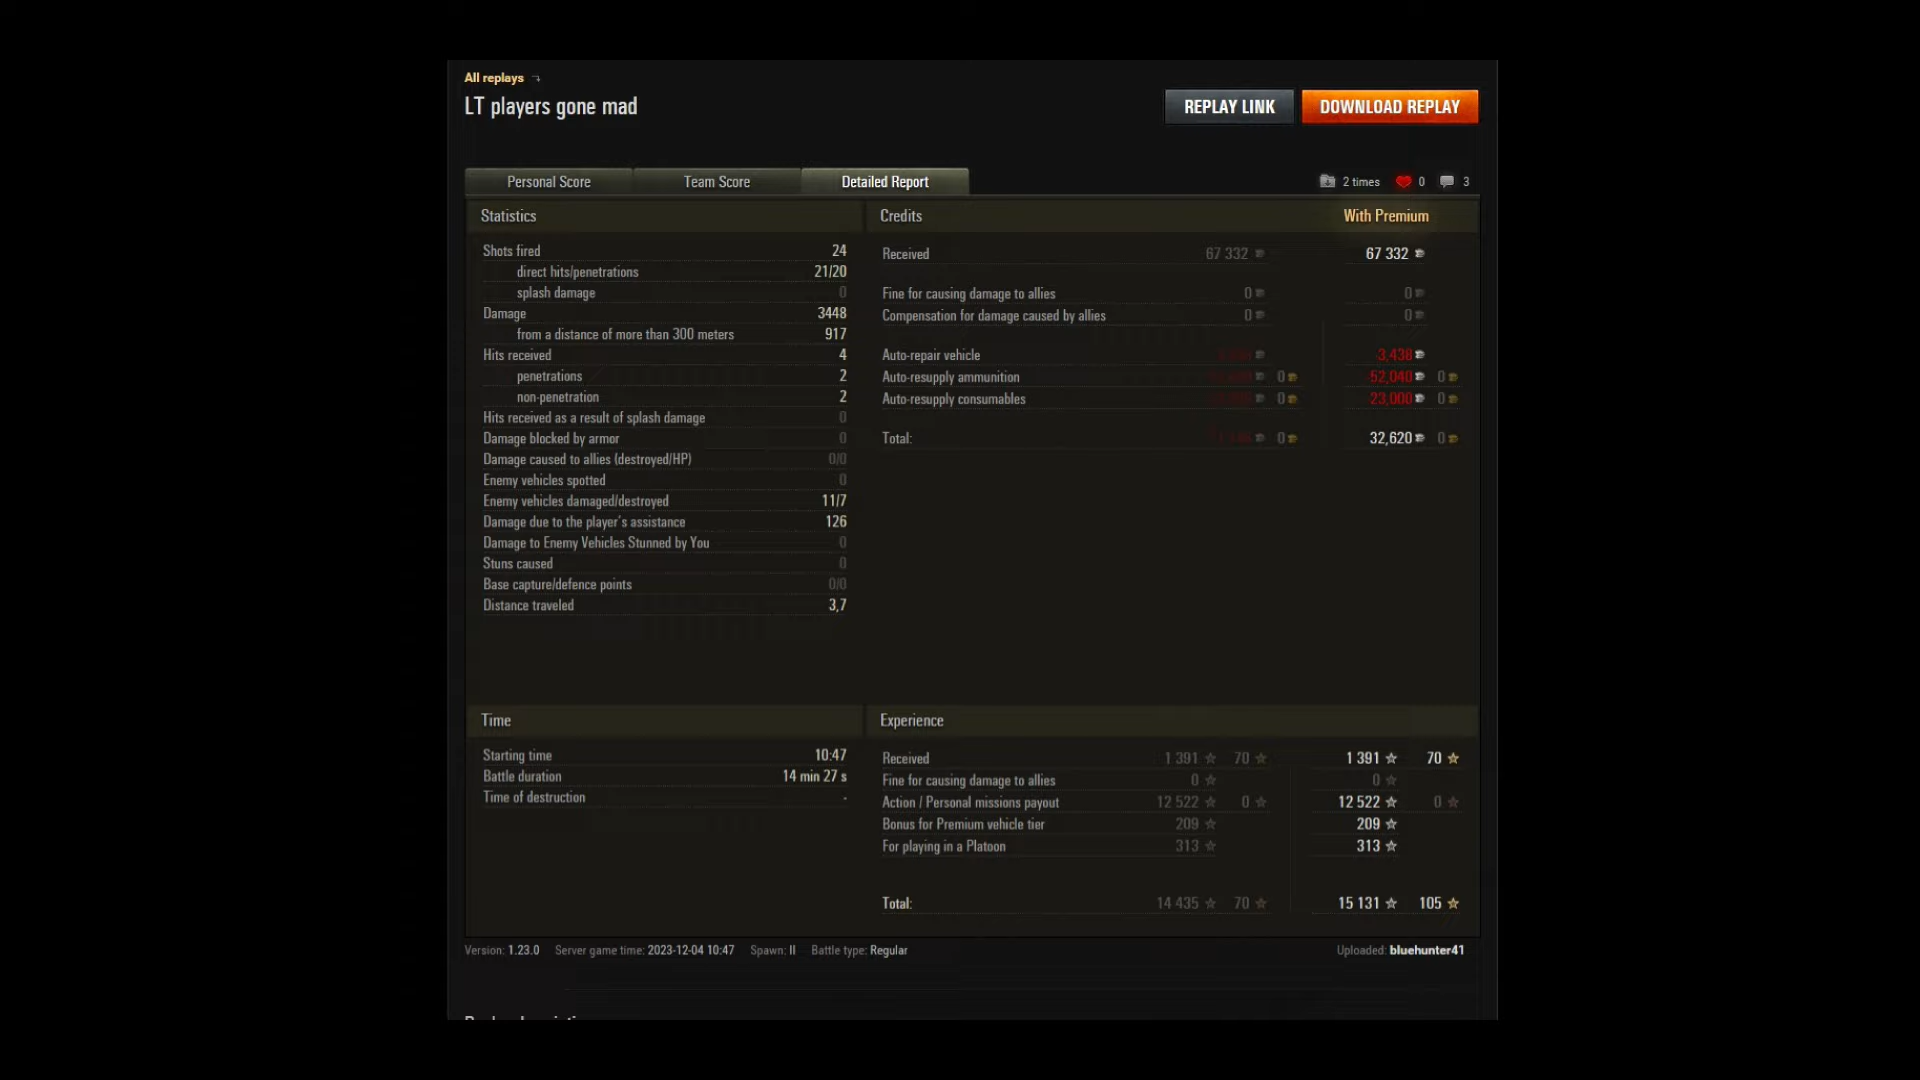 All replays
LT players gone mad
REPLAY LINK
DOWNLOAD REPLAY
Personal Score
Team Score
Detailed Report
2 times 0 3
Statistics
Shots fired 24
direct hits/penetrations 21/20
splash damage 0
Damage 3448
from a distance of more than 300 meters 917
Hits received 4
penetrations 2
non-penetration 2
Hits received as a result of splash damage 0
Damage blocked by armor 0
Damage caused to allies (destroyed/HP) 0/0
Enemy vehicles spotted 0
Enemy vehicles damaged/destroyed 11/7
Damage due to the player's assistance 126
Damage to Enemy Vehicles Stunned by You 0
Stuns caused 0
Base capture/defence points 0/0
Distance traveled 3,7
Credits With Premium
Received 67 332 67 332
Fine for causing damage to allies 0 0
Compensation for damage caused by allies 0 0
Auto-repair vehicle -3,438
Auto-resupply ammunition 0 -52,040 0
Auto-resupply consumables 0 -23,000 0
Total: 0 32,620 0
Time
Starting time 10:47
Battle duration 14 min 27 s
Time of destruction -
Experience
Received 1 391 70 1 391 70
Fine for causing damage to allies 0 0
Action / Personal missions payout 12 522 0 12 522 0
Bonus for Premium vehicle tier 209 209
For playing in a Platoon 313 313
Total: 14 435 70 15 131 105
Version: 1.23.0 Server game time: 2023-12-04 10:47 Spawn: II Battle type: Regular
Uploaded: bluehunter41